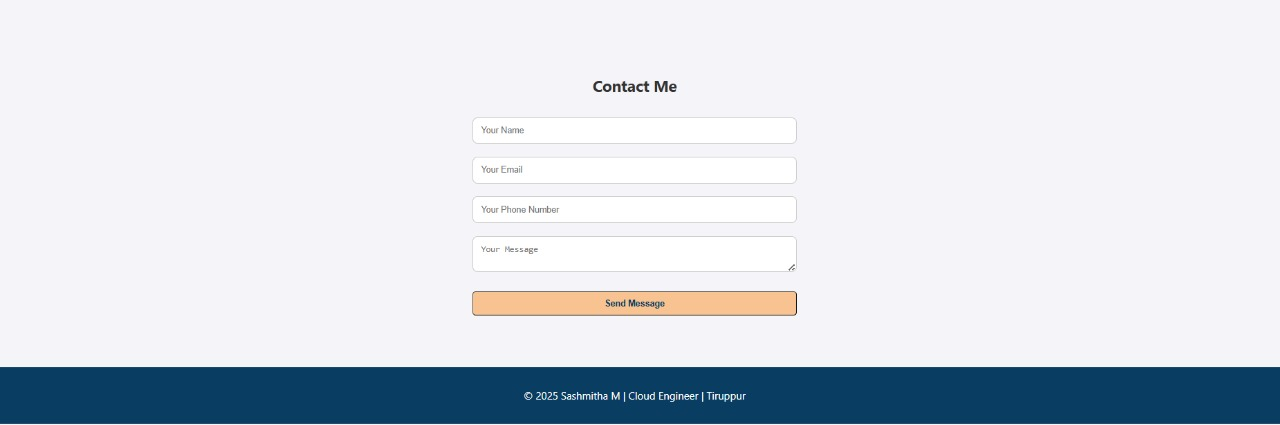 Contact Me
Your Name
Your Email
Your Phone Number
Your Message
Send Message
© 2025 Sashmitha M | Cloud Engineer | Tiruppur